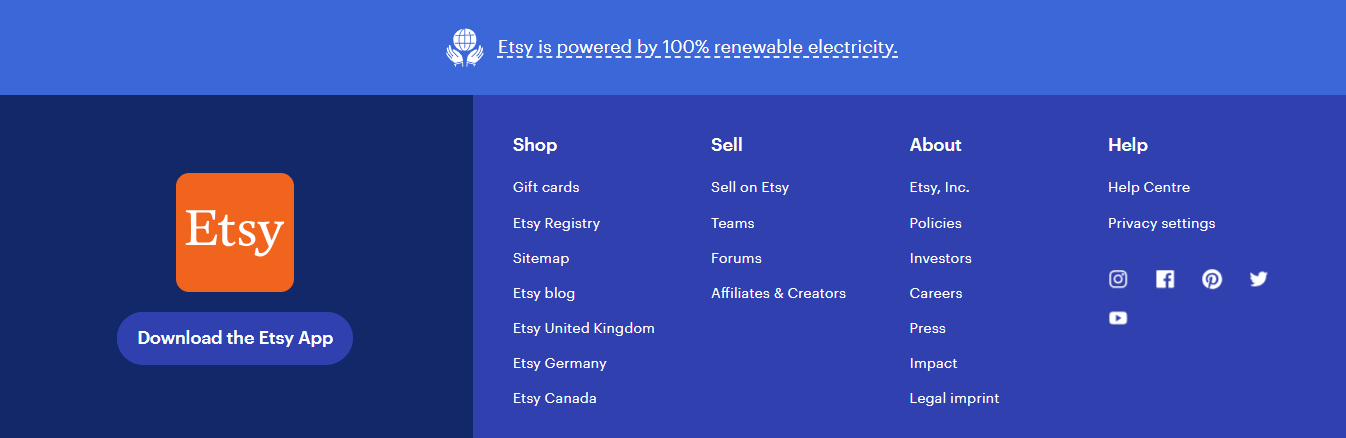 Etsy is powered by 100% renewable electricity.
Etsy
Download the Etsy App
Shop
Gift cards
Etsy Registry
Sitemap
Etsy blog
Etsy United Kingdom
Etsy Germany
Etsy Canada
Sell
Sell on Etsy
Teams
Forums
Affiliates & Creators
About
Etsy, Inc.
Policies
Investors
Careers
Press
Impact
Legal imprint
Help
Help Centre
Privacy settings